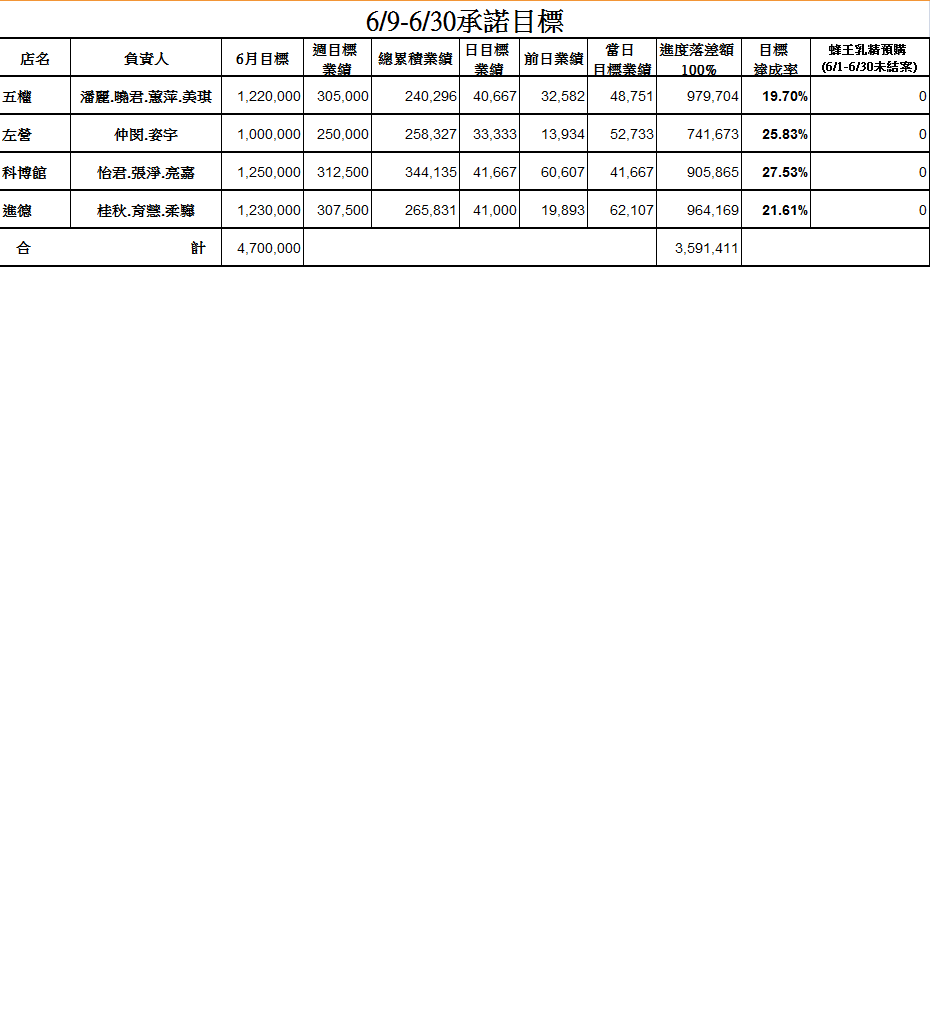 6/9-6/30承諾目標
店名 負責人 6月目標 週目標業績 總累積業績 日目標業績 前日業績 當日目標業績 進度落差額100% 目標達成率 蜂王乳精預購(6/1-6/30未結案)
五權 潘麗.曉君.蕙萍.美琪 1,220,000 305,000 240,296 40,667 32,582 48,751 979,704 19.70% 0
左營 仲閔.姿宇 1,000,000 250,000 258,327 33,333 13,934 52,733 741,673 25.83% 0
科博館 怡君.張淨.亮嘉 1,250,000 312,500 344,135 41,667 60,607 41,667 905,865 27.53% 0
進德 桂秋.育慧.柔驊 1,230,000 307,500 265,831 41,000 19,893 62,107 964,169 21.61% 0
合計 4,700,000 3,591,411